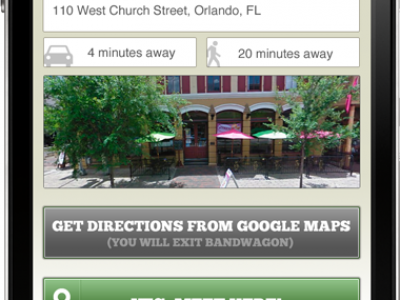 110 West Church Street, Orlando, FL
4 minutes away
20 minutes away
GET DIRECTIONS FROM GOOGLE MAPS
(YOU WILL EXIT BANDWAGON)